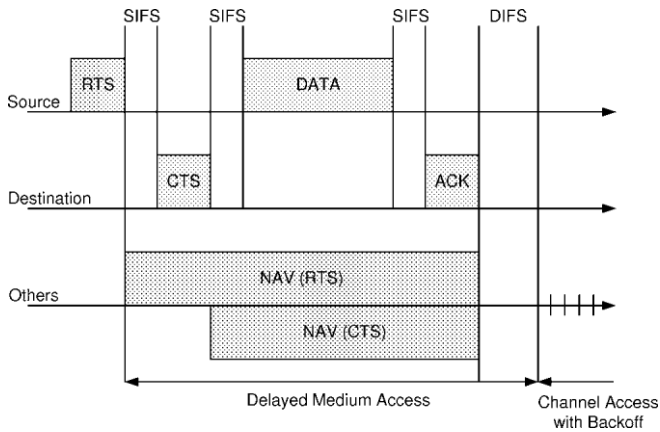 SIFS
SIFS
SIFS
DIFS
RTS
DATA
Source
CTS
ACK
Destination
NAV (RTS)
Others
NAV (CTS)
Delayed Medium Access
Channel Access
with Backoff